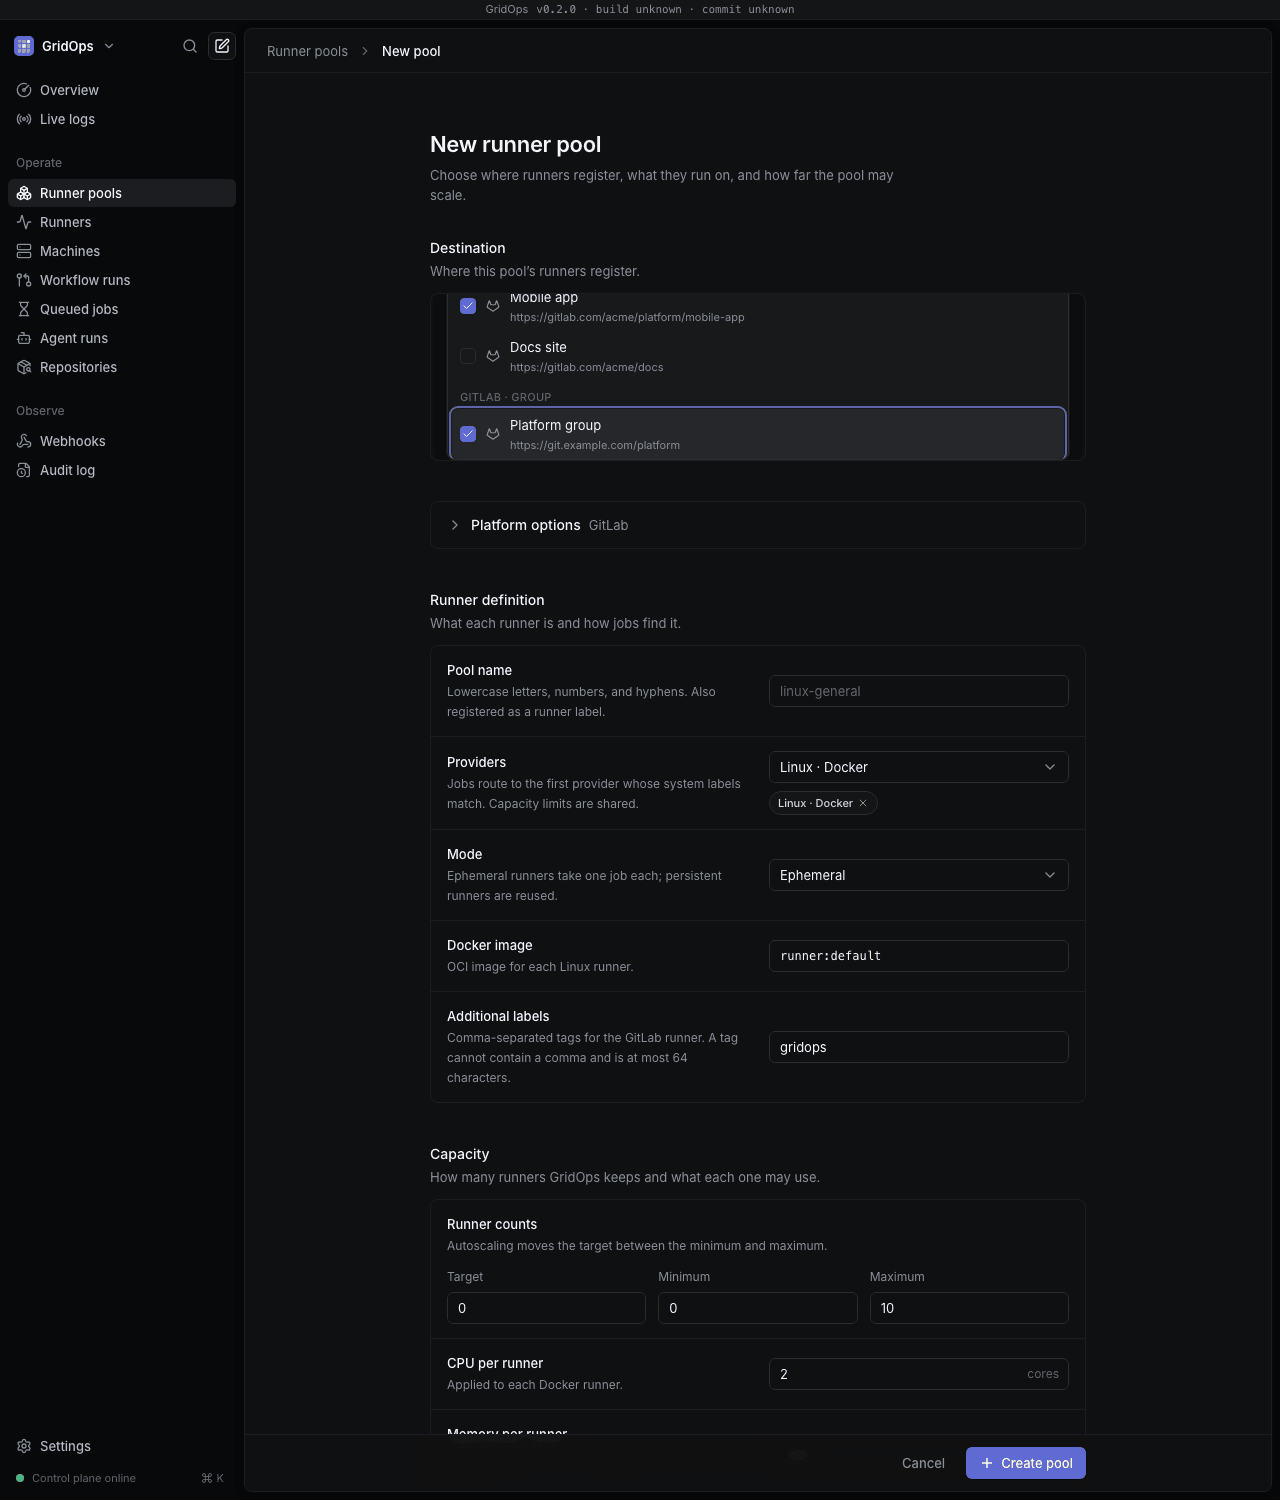 GridOps v0.2.0 · build unknown · commit unknown
GridOps
Overview
Live logs
Operate
Runner pools
Runners
Machines
Workflow runs
Queued jobs
Agent runs
Repositories
Observe
Webhooks
Audit log
Settings
Control plane online ⌘ K
Runner pools New pool
New runner pool
Choose where runners register, what they run on, and how far the pool may
scale.
Destination
Where this pool’s runners register.
Mobile app
https://gitlab.com/acme/platform/mobile-app
Docs site
https://gitlab.com/acme/docs
GITLAB · GROUP
Platform group
https://git.example.com/platform
Platform options GitLab
Runner definition
What each runner is and how jobs find it.
Pool name
Lowercase letters, numbers, and hyphens. Also
registered as a runner label.
linux-general
Providers
Jobs route to the first provider whose system labels
match. Capacity limits are shared.
Linux · Docker
Linux · Docker
Mode
Ephemeral runners take one job each; persistent
runners are reused.
Ephemeral
Docker image
OCI image for each Linux runner.
runner:default
Additional labels
Comma-separated tags for the GitLab runner. A tag
cannot contain a comma and is at most 64
characters.
gridops
Capacity
How many runners GridOps keeps and what each one may use.
Runner counts
Autoscaling moves the target between the minimum and maximum.
Target Minimum Maximum
0 0 10
CPU per runner
Applied to each Docker runner.
2 cores
Memory per runner
Cancel Create pool